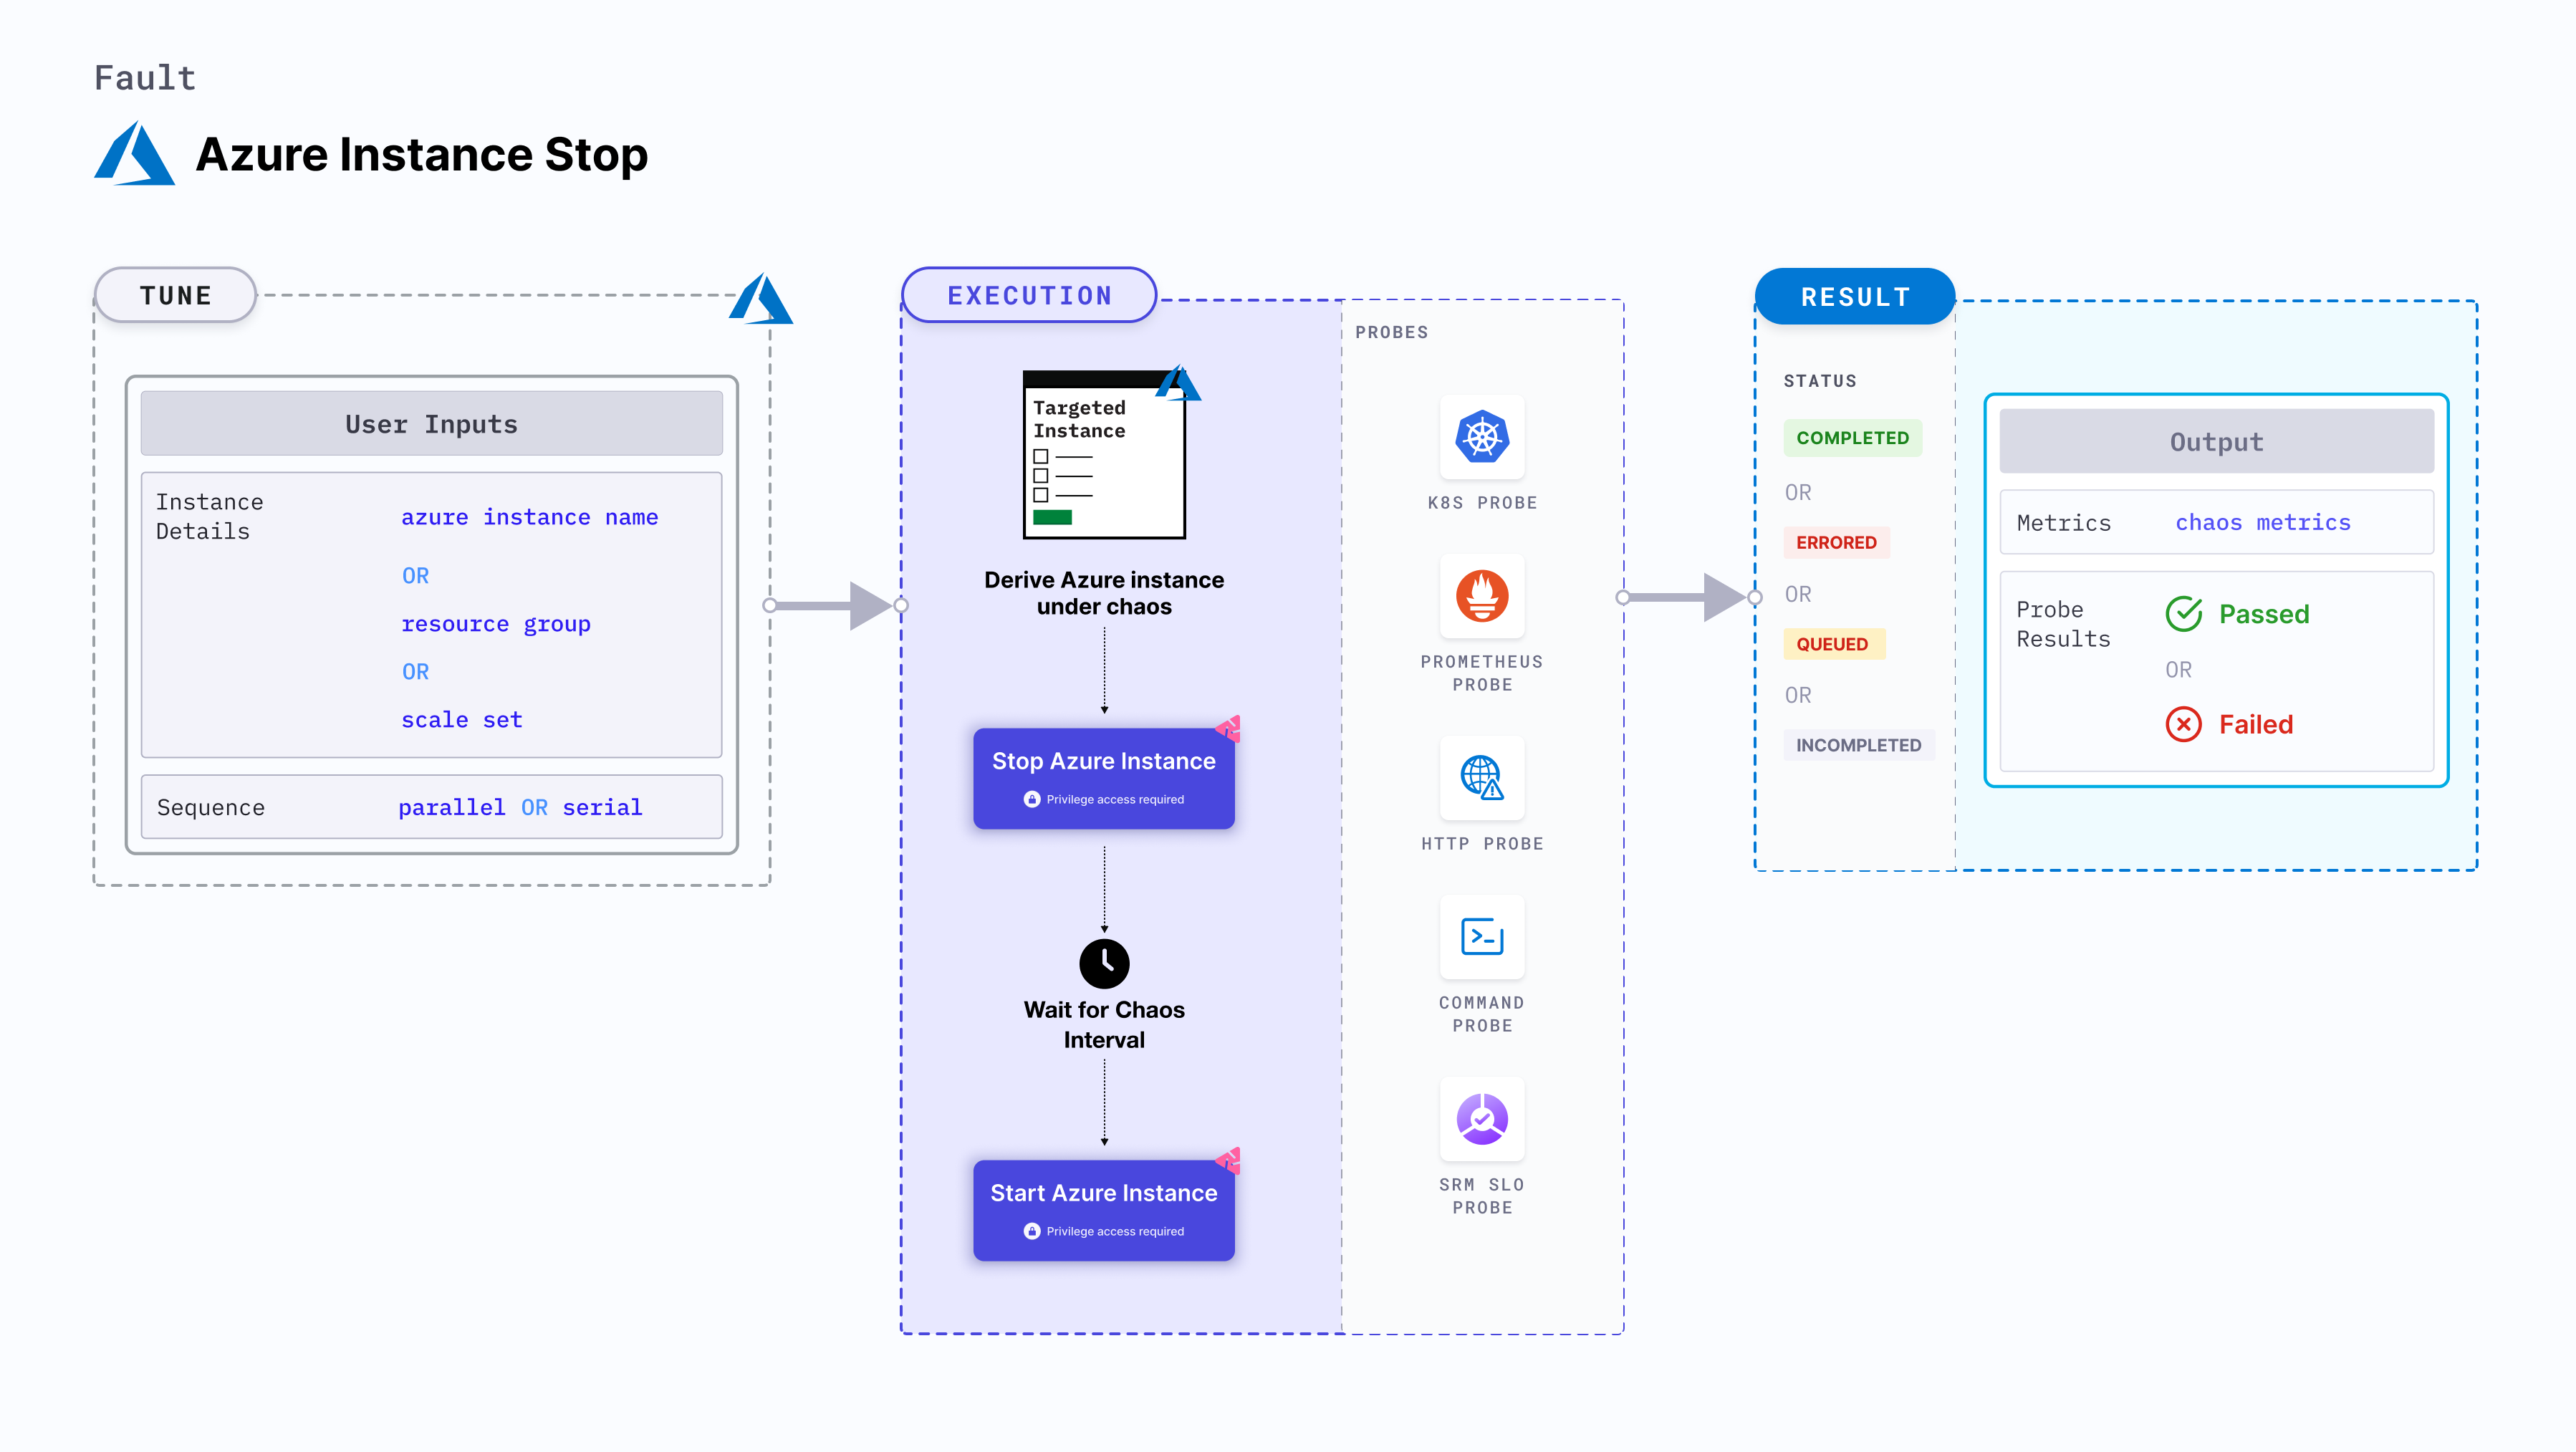 Fault
Azure Instance Stop
TUNE
User Inputs
Instance
Details
azure instance name
OR
resource group
OR
scale set
Sequence
parallel OR serial
EXECUTION
Targeted
Instance
Derive Azure instance
under chaos
Stop Azure Instance
Privilege access required
Wait for Chaos
Interval
Start Azure Instance
Privilege access required
PROBES
K8S PROBE
PROMETHEUS
PROBE
HTTP PROBE
COMMAND
PROBE
SRM SLO
PROBE
RESULT
STATUS
COMPLETED
OR
ERRORED
OR
QUEUED
OR
INCOMPLETED
Output
Metrics
chaos metrics
Probe
Results
Passed
OR
Failed